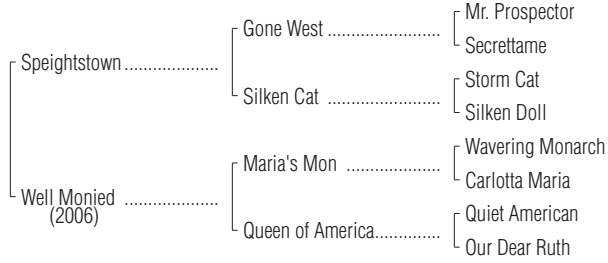 Mr. Prospector
Gone West ....................
Secrettame
Speightstown ...................
Storm Cat
Silken Cat ....................
Silken Doll
Wavering Monarch
Maria's Mon .................
Carlotta Maria
Well Monied ...................
(2006)
Quiet American
Queen of America.............
Our Dear Ruth